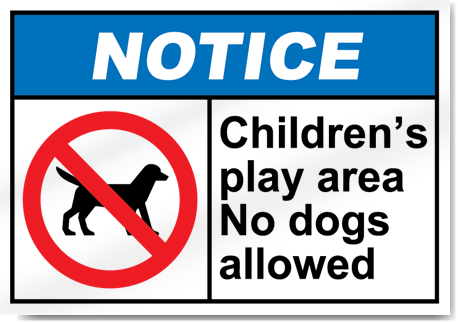 NOTICE
Children's
play area
No dogs
allowed